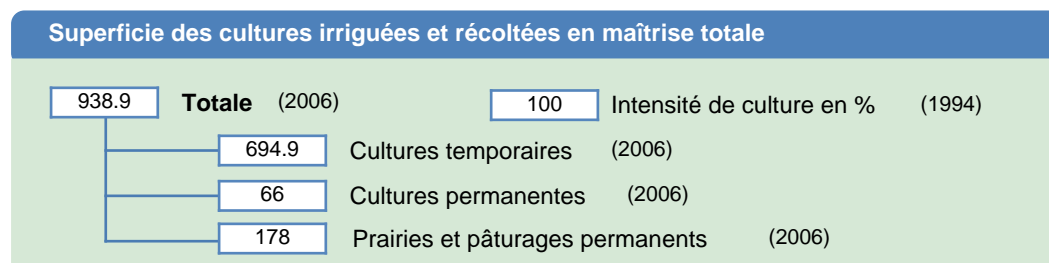 Superficie des cultures irriguées et récoltées en maîtrise totale
938.9 Totale (2006) 100 Intensité de culture en % (1994)
694.9 Cultures temporaires (2006)
66 Cultures permanentes (2006)
178 Prairies et pâturages permanents (2006)